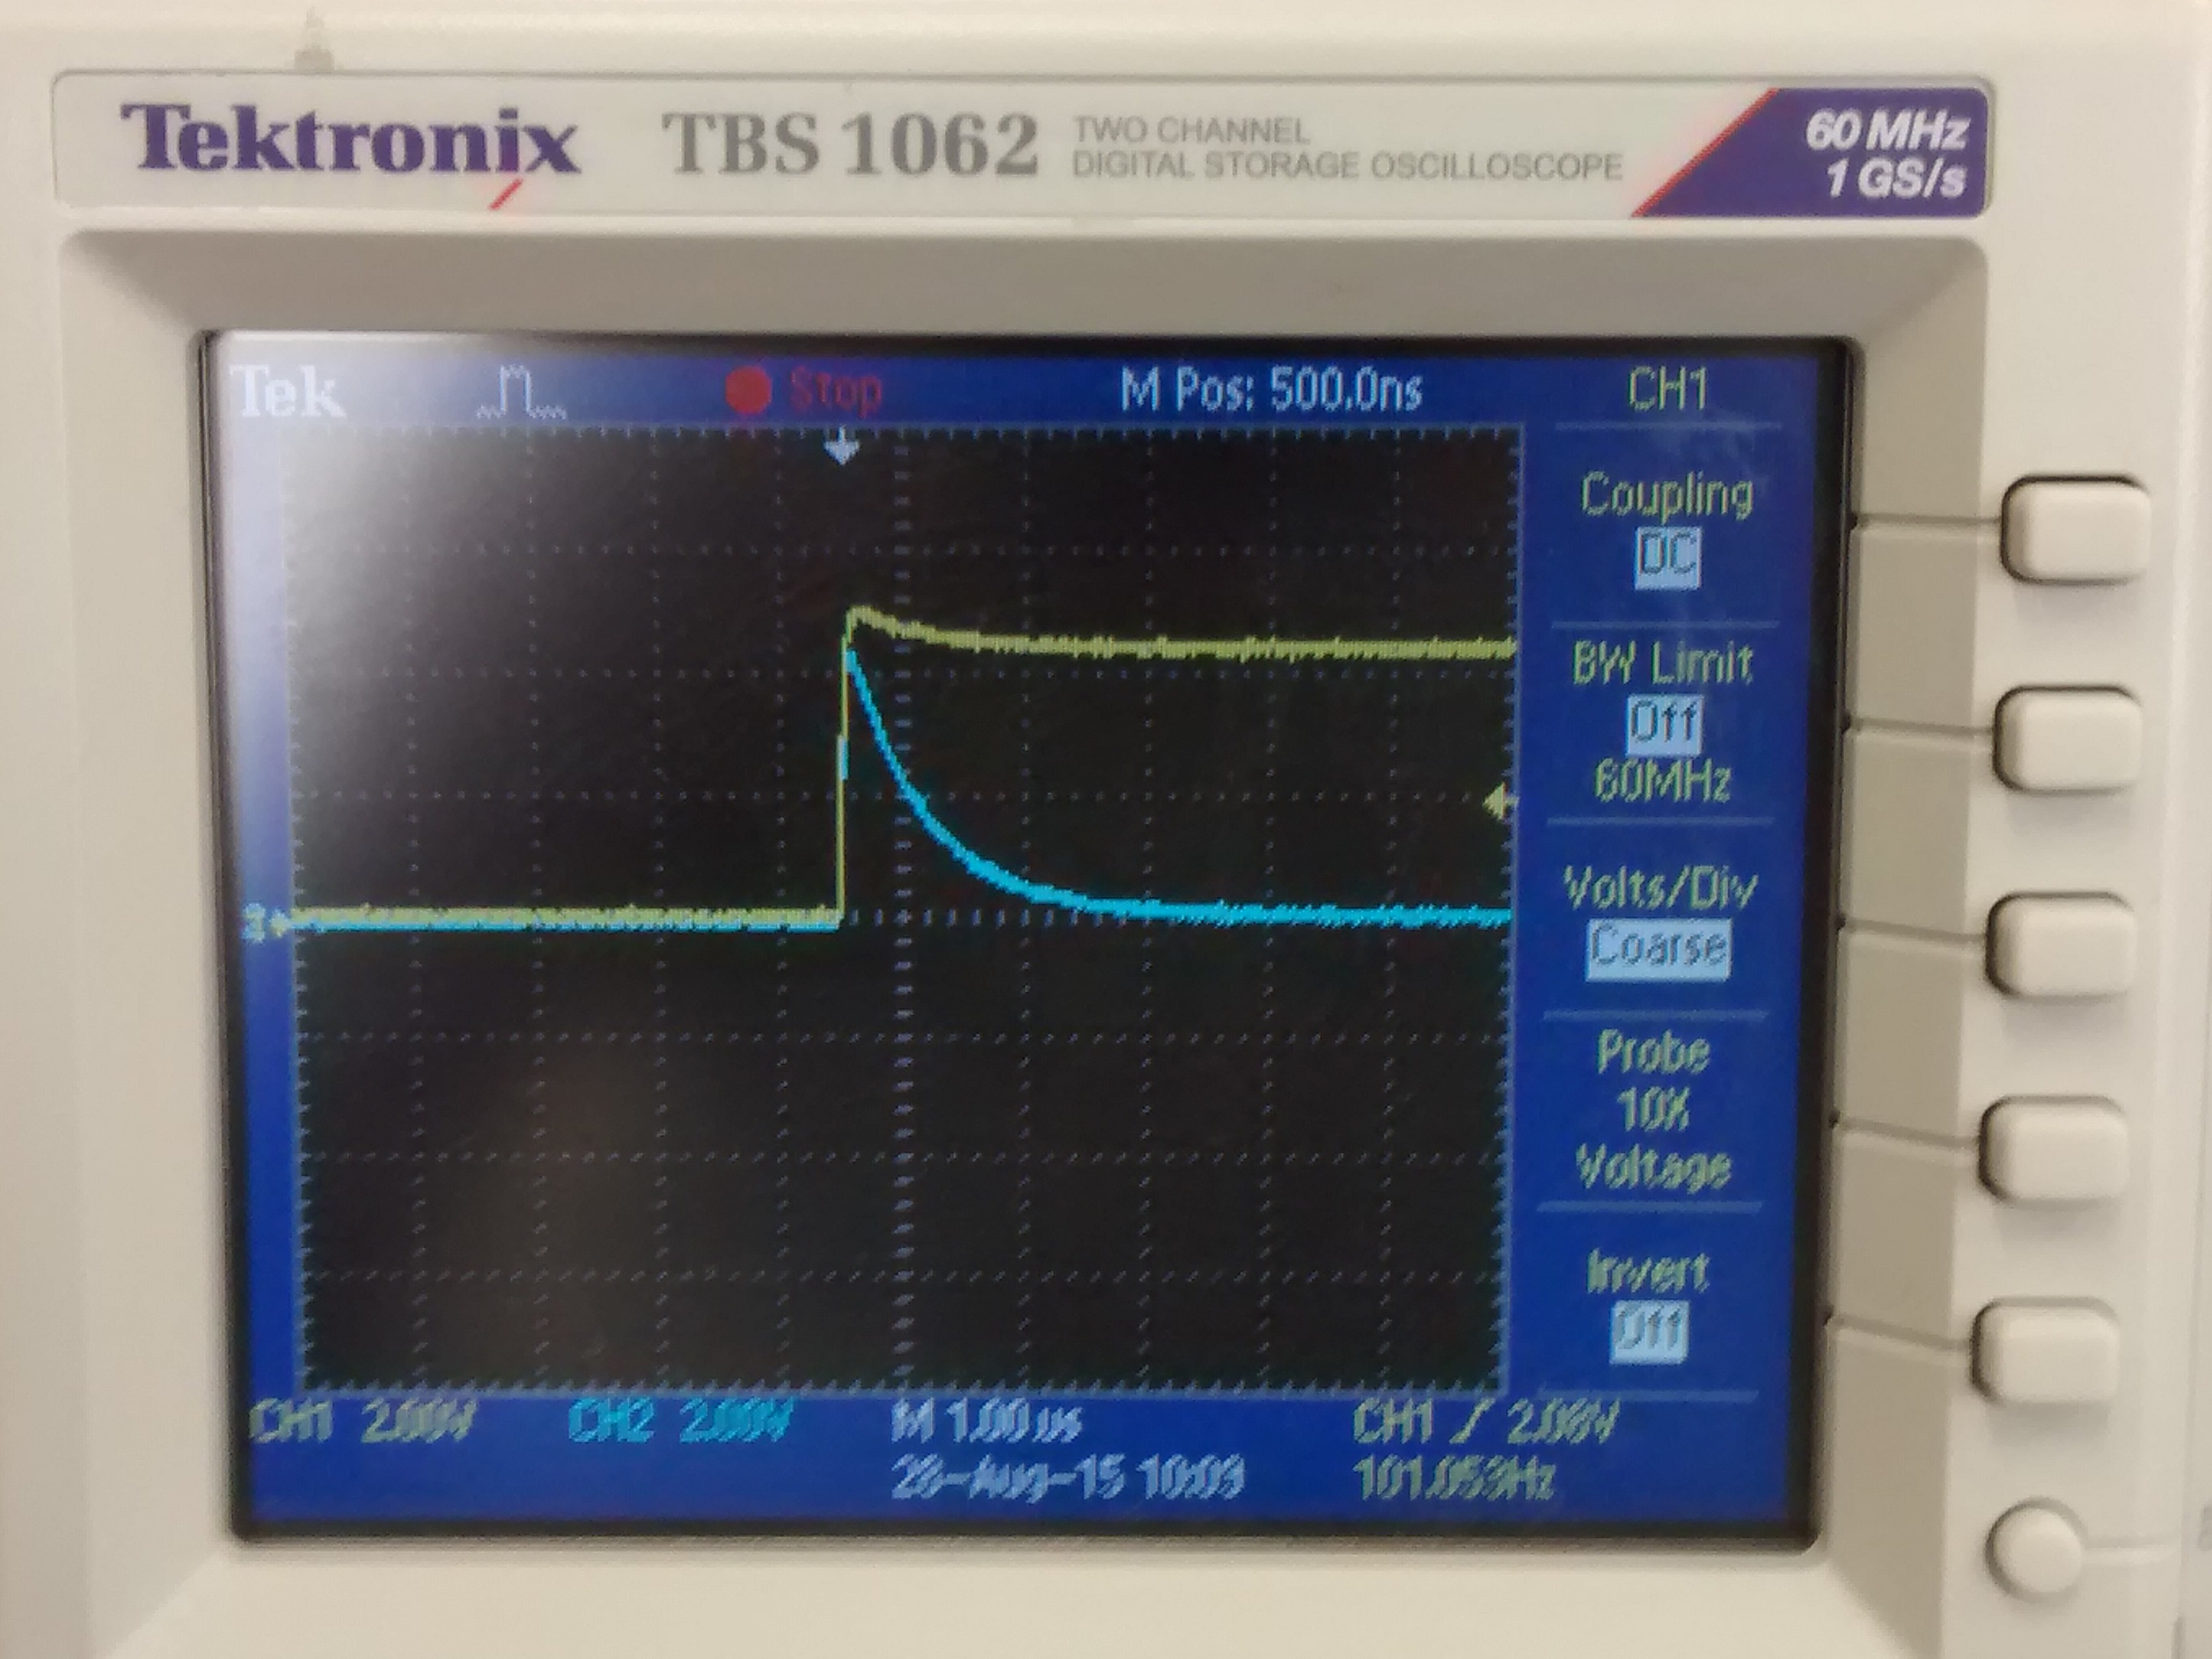 Tektronix TBS 1062 TWO CHANNEL
DIGITAL STORAGE OSCILLOSCOPE
60 MHz
1 GS/s
Tek Stop M Pos: 500.0ns CH1
Coupling
DC
BW Limit
Off
60MHz
Volts/Div
Coarse
Probe
10X
Voltage
Invert
Off
CH1 2.00V CH2 2.00V M 1.00µs CH1 2.08V
28-Aug-15 10:09 101.053Hz